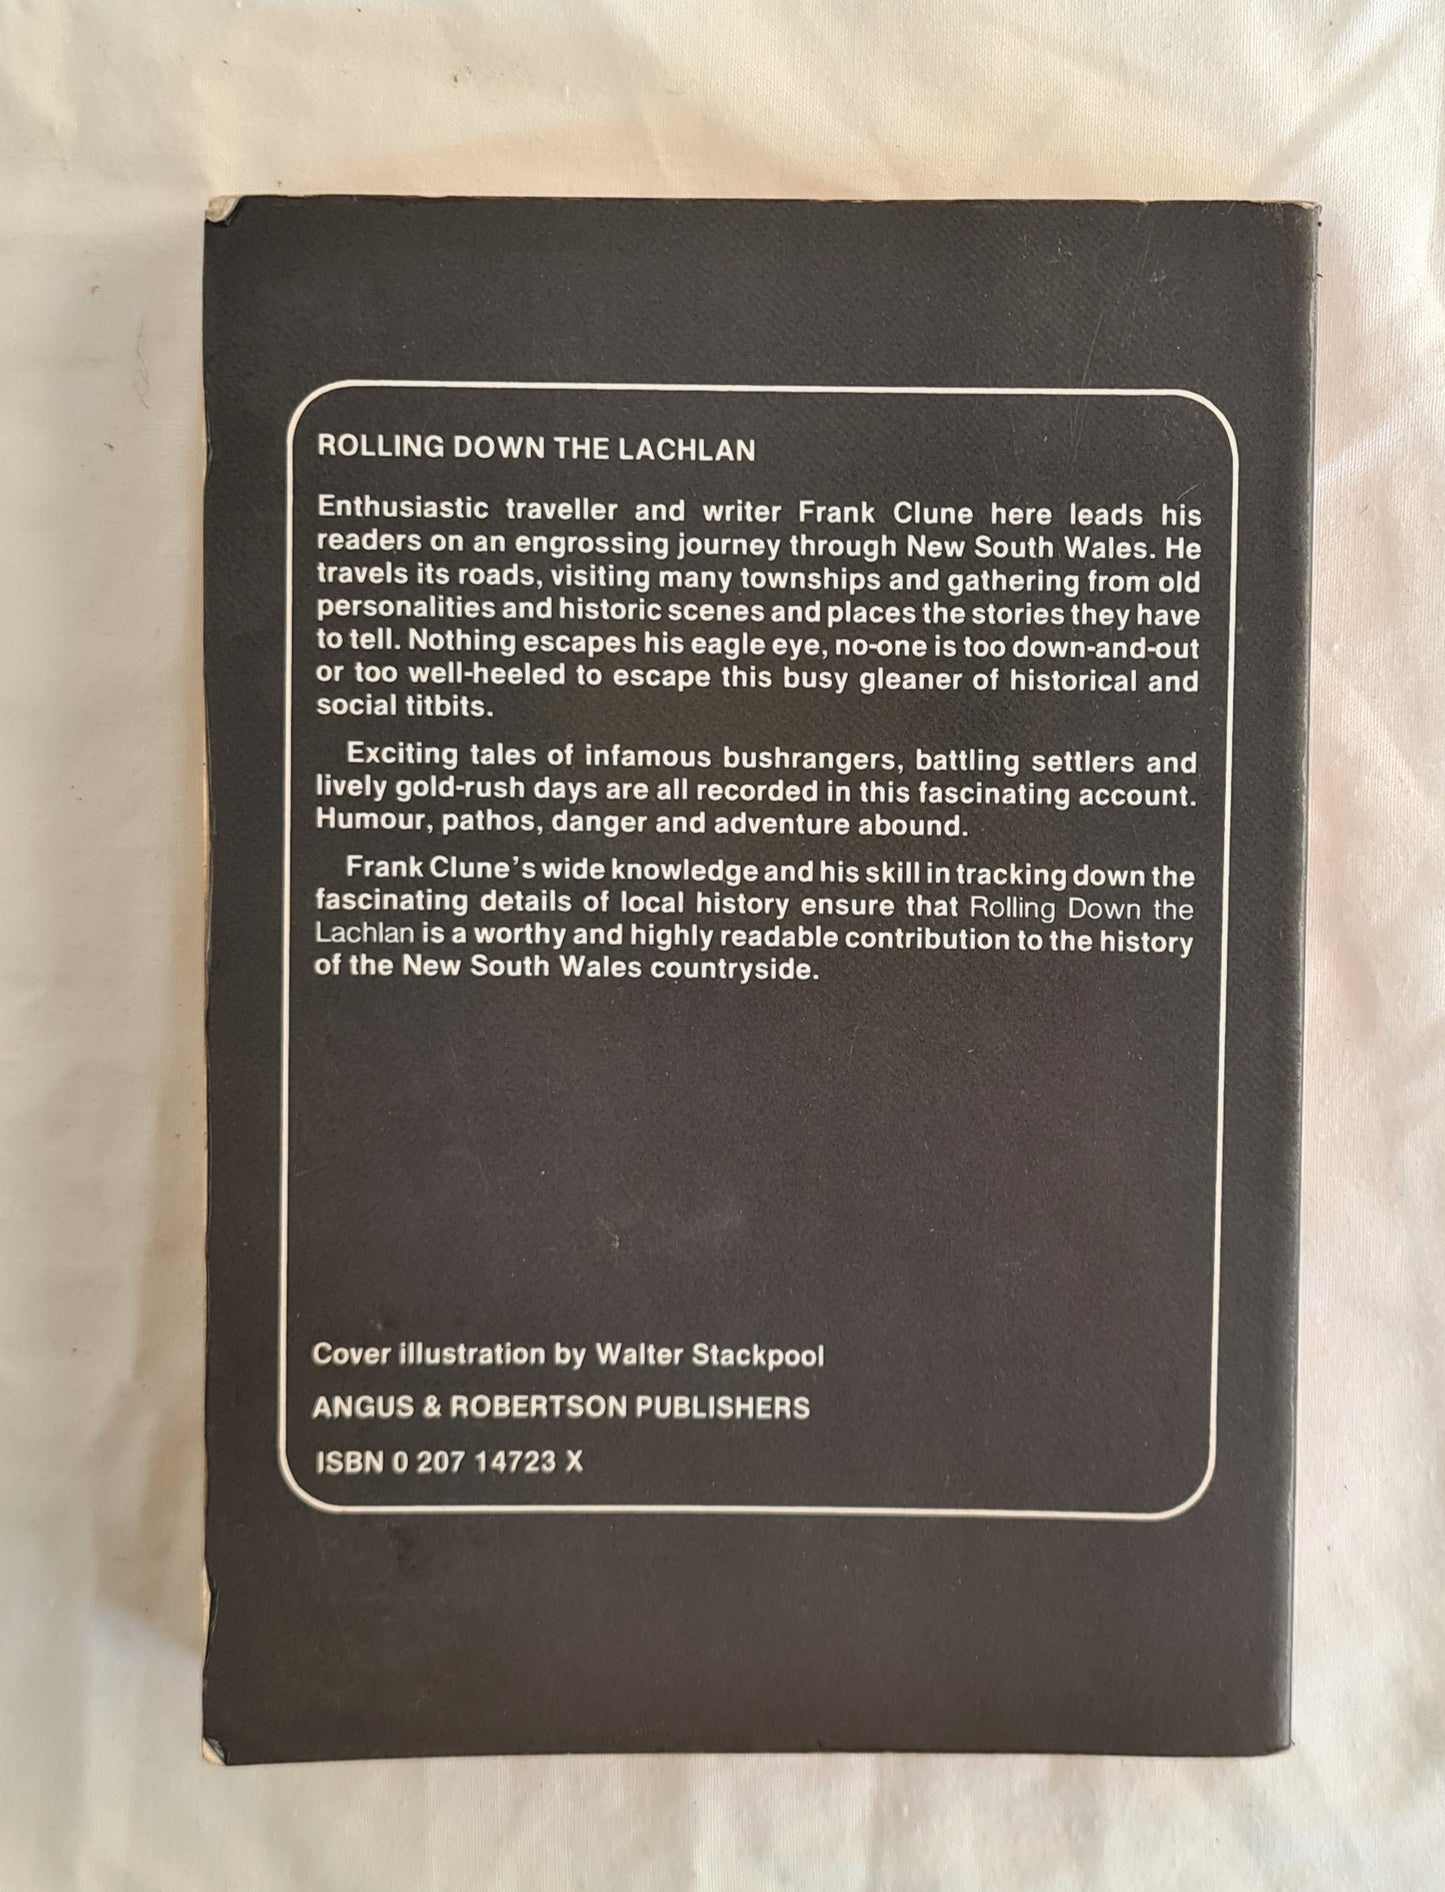 ROLLING DOWN THE LACHLAN
Enthusiastic traveller and writer Frank Clune here leads his
readers on an engrossing journey through New South Wales. He
travels its roads, visiting many townships and gathering from old
personalities and historic scenes and places the stories they have
to tell. Nothing escapes his eagle eye, no-one is too down-and-out
or too well-heeled to escape this busy gleaner of historical and
social titbits.
Exciting tales of infamous bushrangers, battling settlers and
lively gold-rush days are all recorded in this fascinating account.
Humour, pathos, danger and adventure abound.
Frank Clune's wide knowledge and his skill in tracking down the
fascinating details of local history ensure that Rolling Down the
Lachlan is a worthy and highly readable contribution to the history
of the New South Wales countryside.
Cover illustration by Walter Stackpool
ANGUS & ROBERTSON PUBLISHERS
ISBN 0 207 14723 X